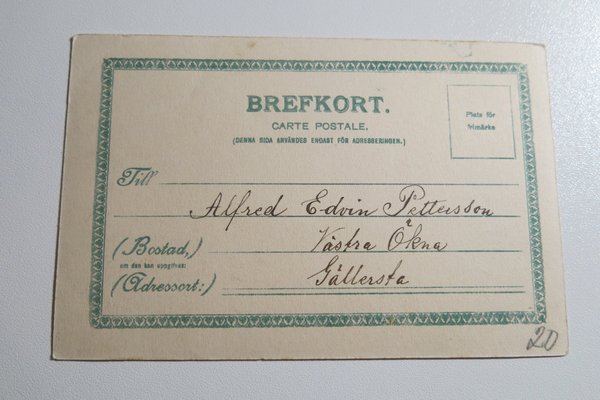 BREFKORT.
CARTE POSTALE.
(DENNA SIDA ANVÄNDES ENDAST FÖR ADRESSERINGEN.)
Plats för
frimärke
Till
Alfred Edvin Pettersson
(Bostad,) Västra Ökna
om den kan uppgifvas:
(Adressort:) Gällersta
20